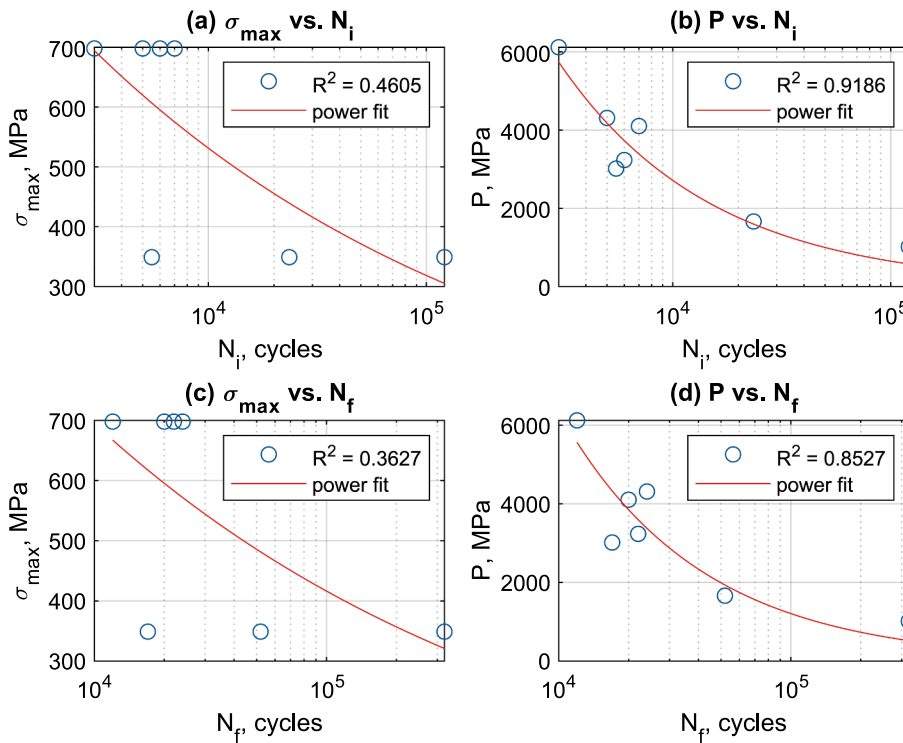 (a) σmax vs. Ni
700
600
500
400
300
σmax, MPa
R² = 0.4605
power fit
10⁴
10⁵
Ni, cycles
(b) P vs. Ni
6000
4000
2000
0
P, MPa
R² = 0.9186
power fit
10⁴
10⁵
Ni, cycles
(c) σmax vs. Nf
700
600
500
400
300
σmax, MPa
R² = 0.3627
power fit
10⁴
10⁵
Nf, cycles
(d) P vs. Nf
6000
4000
2000
0
P, MPa
R² = 0.8527
power fit
10⁴
10⁵
Nf, cycles